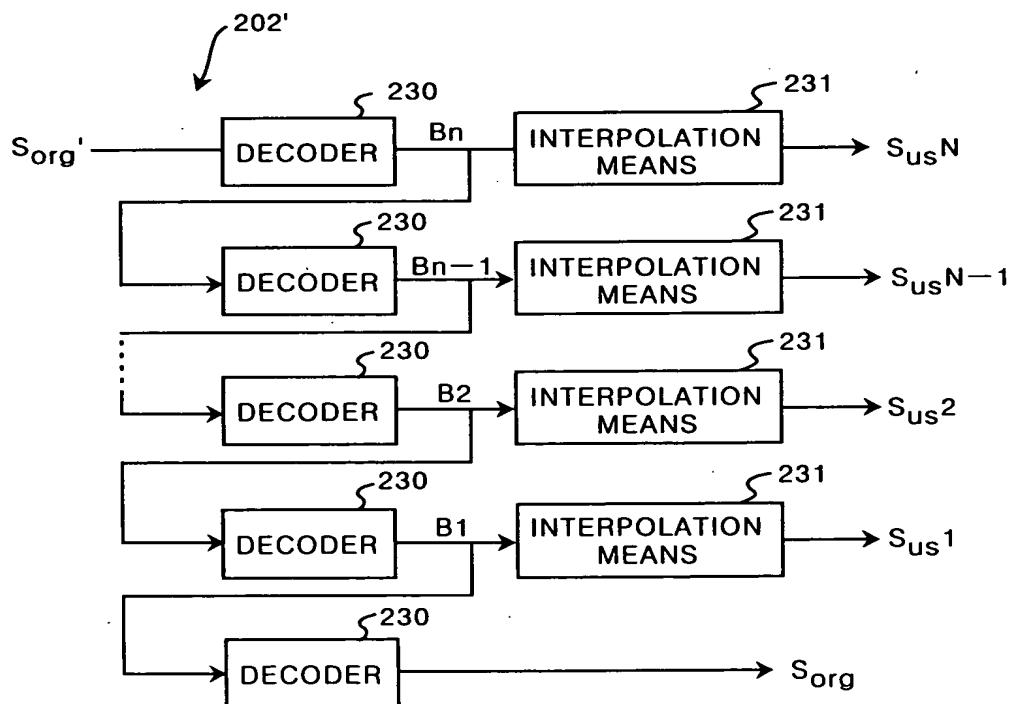 202'
230
231
Sorg'
DECODER
Bn
INTERPOLATION
MEANS
SusN
230
231
DECODER
Bn-1
INTERPOLATION
MEANS
SusN-1
230
231
DECODER
B2
INTERPOLATION
MEANS
Sus2
230
231
DECODER
B1
INTERPOLATION
MEANS
Sus1
230
DECODER
Sorg